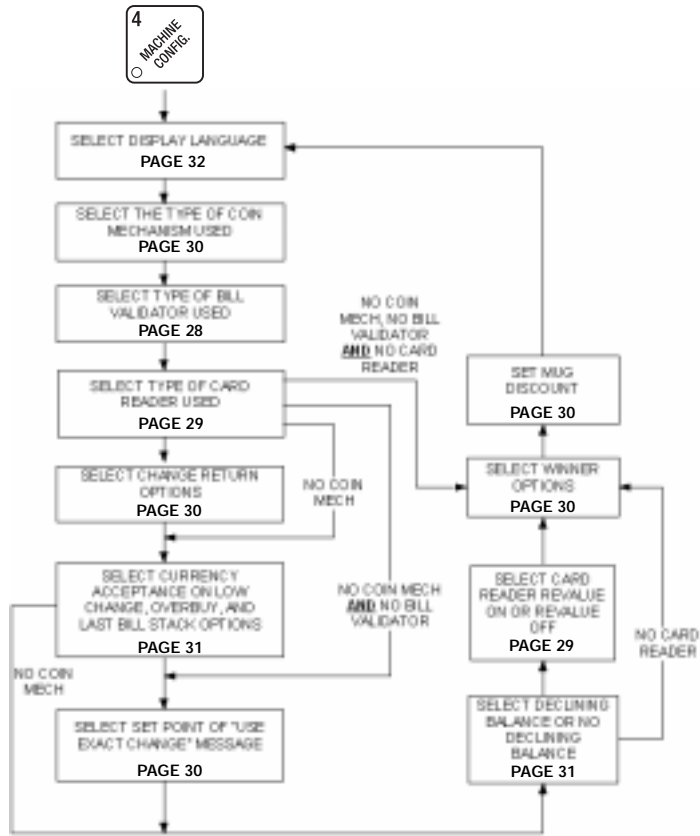 4
MACHINE
CONFIG.
SELECT DISPLAY LANGUAGE
PAGE 32
SELECT THE TYPE OF COIN
MECHANISM USED
PAGE 30
SELECT TYPE OF BILL
VALIDATOR USED
PAGE 28
SELECT TYPE OF CARD
READER USED
PAGE 29
SELECT CHANGE RETURN
OPTIONS
PAGE 30
NO COIN
MECH
SELECT CURRENCY
ACCEPTANCE ON LOW
CHANGE, OVERBUY, AND
LAST BILL STACK OPTIONS
PAGE 31
NO COIN MECH
AND NO BILL
VALIDATOR
NO COIN
MECH
SELECT SET POINT OF "USE
EXACT CHANGE" MESSAGE
PAGE 30
NO COIN
MECH, NO BILL
VALIDATOR
AND NO CARD
READER
SET MUG
DISCOUNT
PAGE 30
SELECT WINNER
OPTIONS
PAGE 30
SELECT CARD
READER REVALUE
ON OR REVALUE
OFF
PAGE 29
NO CARD
READER
SELECT DECLINING
BALANCE OR NO
DECLINING
BALANCE
PAGE 31